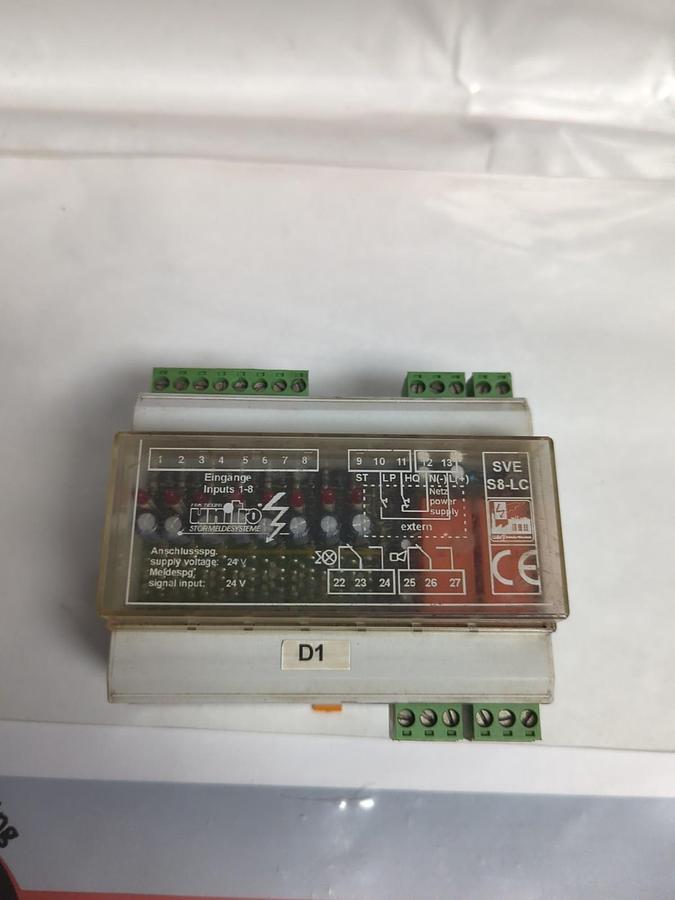 1 2 3 4 5 6 7 8
Eingänge
Inputs 1-8
unitro
STÖRMELDESYSTEME
Anschlussspg.
supply voltage: 24 V
Meldespg.
signal input: 24 V
9 10 11 12 13
ST LP HQ N(-) L(+)
Netz
power
supply
extern
22 23 24 25 26 27
SVE
S8-LC
CE
D1